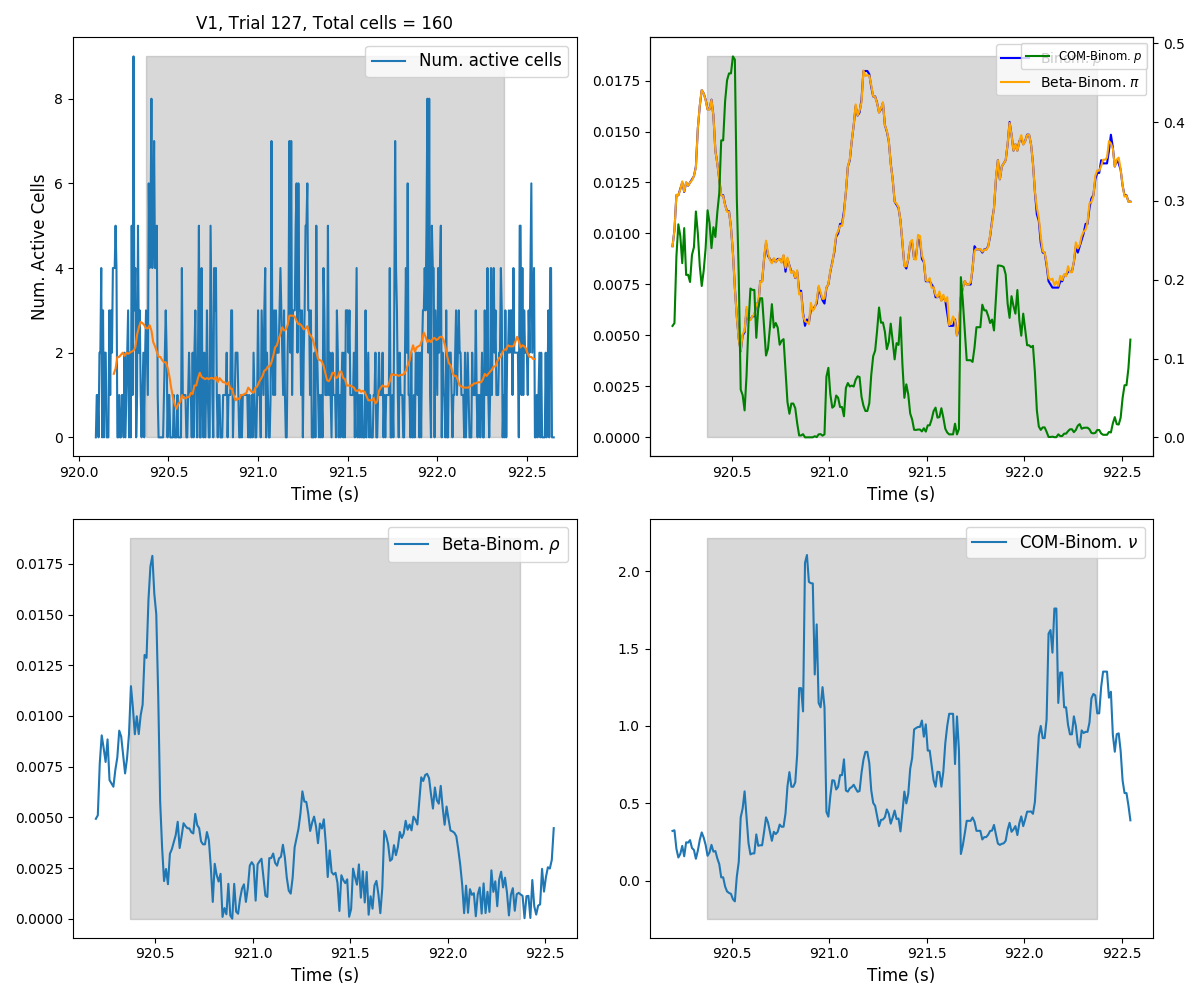 V1, Trial 127, Total cells = 160
Num. active cells
Num. Active Cells
8
6
4
2
0
920.0 920.5 921.0 921.5 922.0 922.5
Time (s)
COM-Binom. p
Beta-Binom. π
0.0175
0.0150
0.0125
0.0100
0.0075
0.0050
0.0025
0.0000
0.5
0.4
0.3
0.2
0.1
0.0
920.5 921.0 921.5 922.0 922.5
Time (s)
Beta-Binom. ρ
0.0175
0.0150
0.0125
0.0100
0.0075
0.0050
0.0025
0.0000
920.5 921.0 921.5 922.0 922.5
Time (s)
COM-Binom. ν
2.0
1.5
1.0
0.5
0.0
920.5 921.0 921.5 922.0 922.5
Time (s)